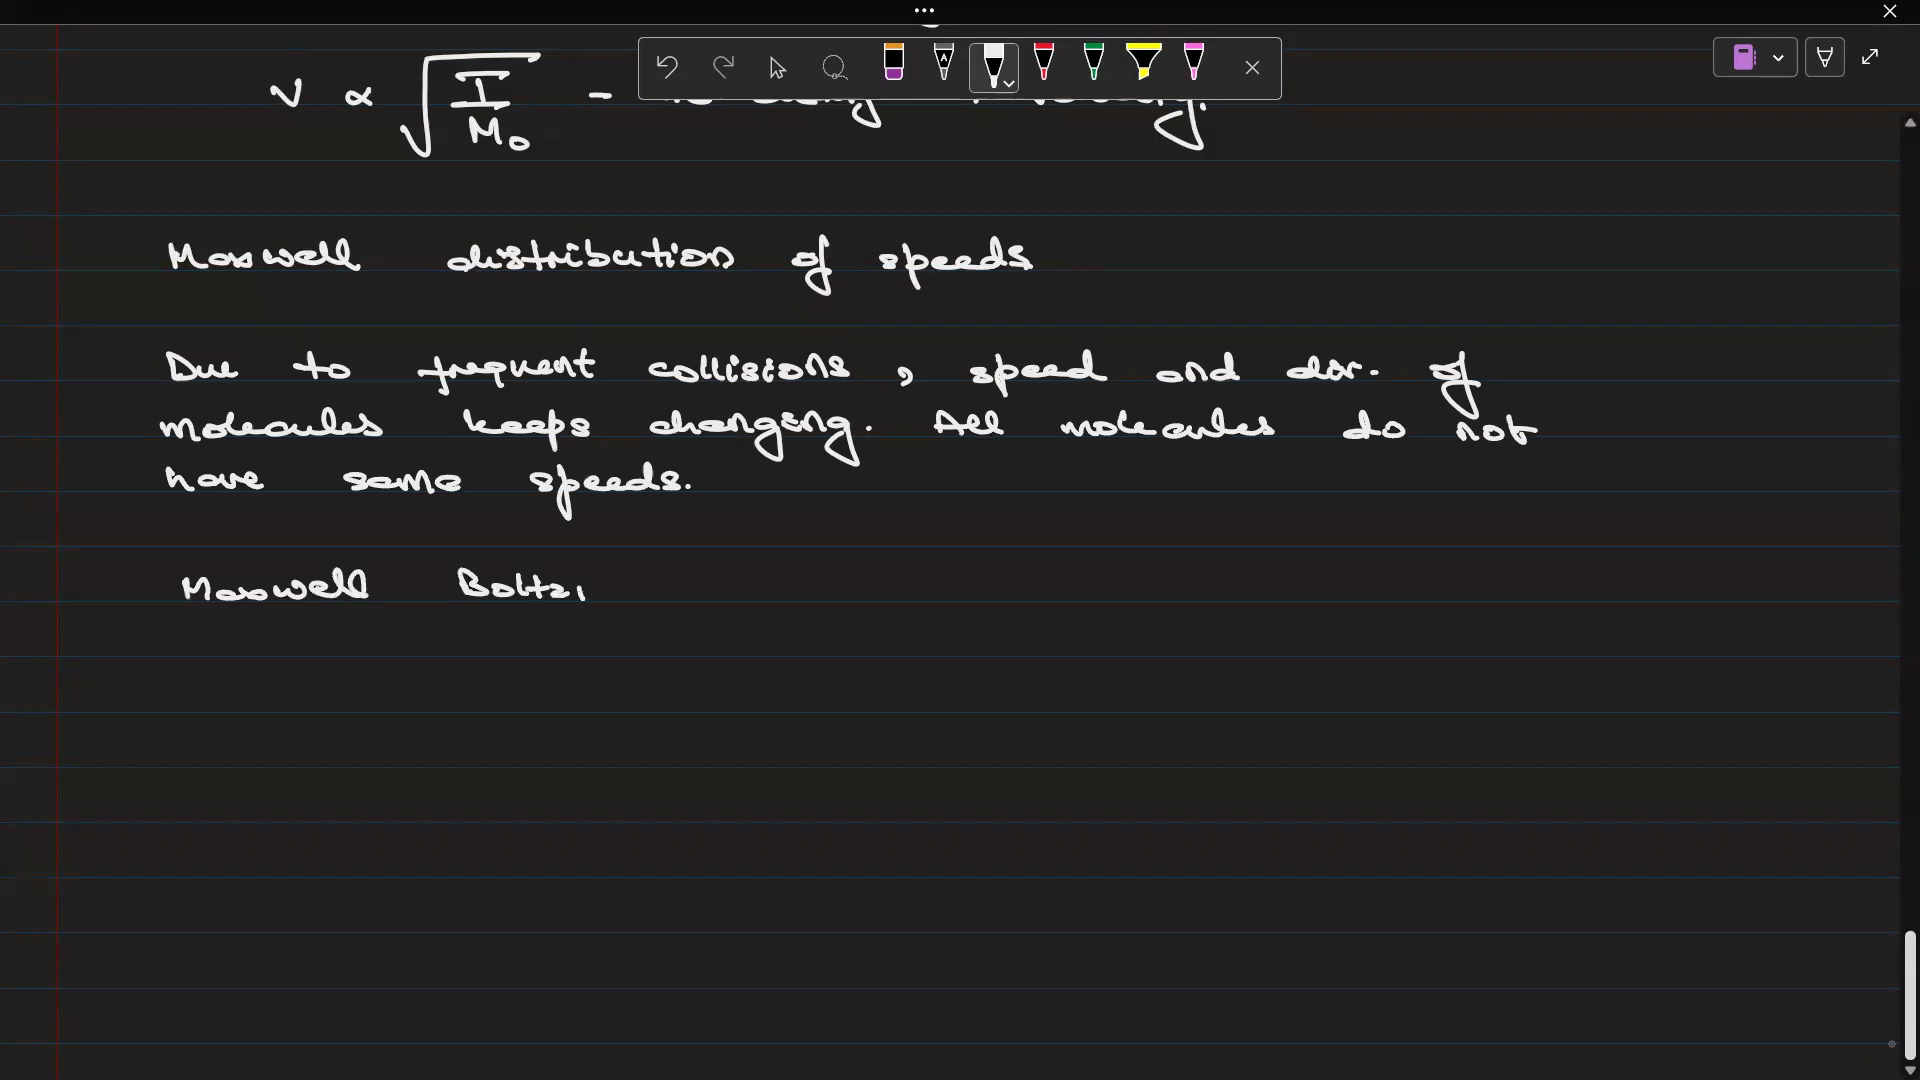 v ∝ √(T/M₀) -
Maxwell distribution of speeds
Due to frequent collisions, speed and dir. of
molecules keeps changing. All molecules do not
have same speeds.
Maxwell Boltz